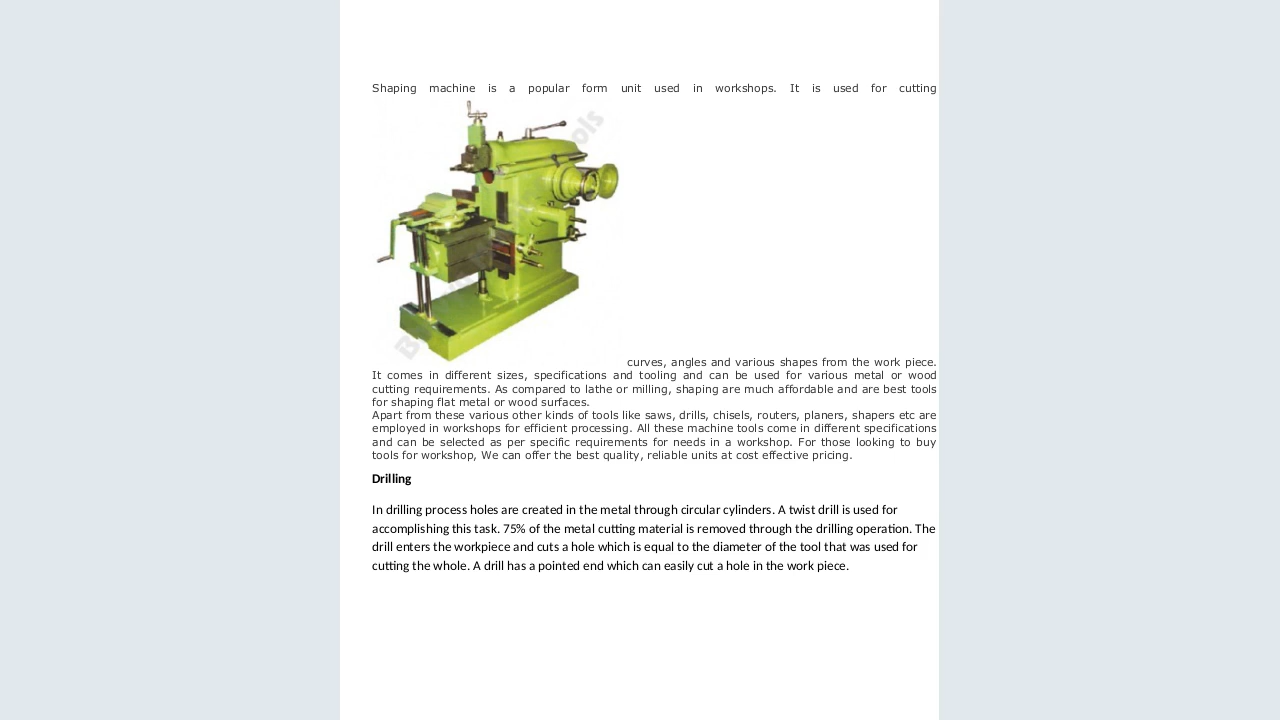 Shaping machine is a popular form unit used in workshops. It is used for cutting
ols
B
curves, angles and various shapes from the work piece.
It comes in different sizes, specifications and tooling and can be used for various metal or wood
cutting requirements. As compared to lathe or milling, shaping are much affordable and are best tools
for shaping flat metal or wood surfaces.
Apart from these various other kinds of tools like saws, drills, chisels, routers, planers, shapers etc are
employed in workshops for efficient processing. All these machine tools come in different specifications
and can be selected as per specific requirements for needs in a workshop. For those looking to buy
tools for workshop, We can offer the best quality, reliable units at cost effective pricing.
Drilling
In drilling process holes are created in the metal through circular cylinders. A twist drill is used for
accomplishing this task. 75% of the metal cutting material is removed through the drilling operation. The
drill enters the workpiece and cuts a hole which is equal to the diameter of the tool that was used for
cutting the whole. A drill has a pointed end which can easily cut a hole in the work piece.